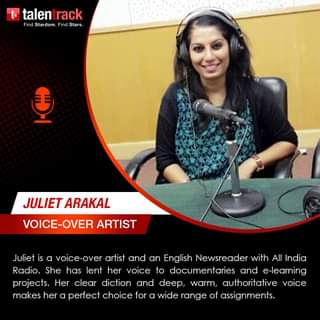 talentrack
Find Stardom. Find Stars.
JULIET ARAKAL
VOICE-OVER ARTIST
Juliet is a voice-over artist and an English Newsreader with All India
Radio. She has lent her voice to documentaries and e-learning
projects. Her clear diction and deep, warm, authoritative voice
makes her a perfect choice for a wide range of assignments.